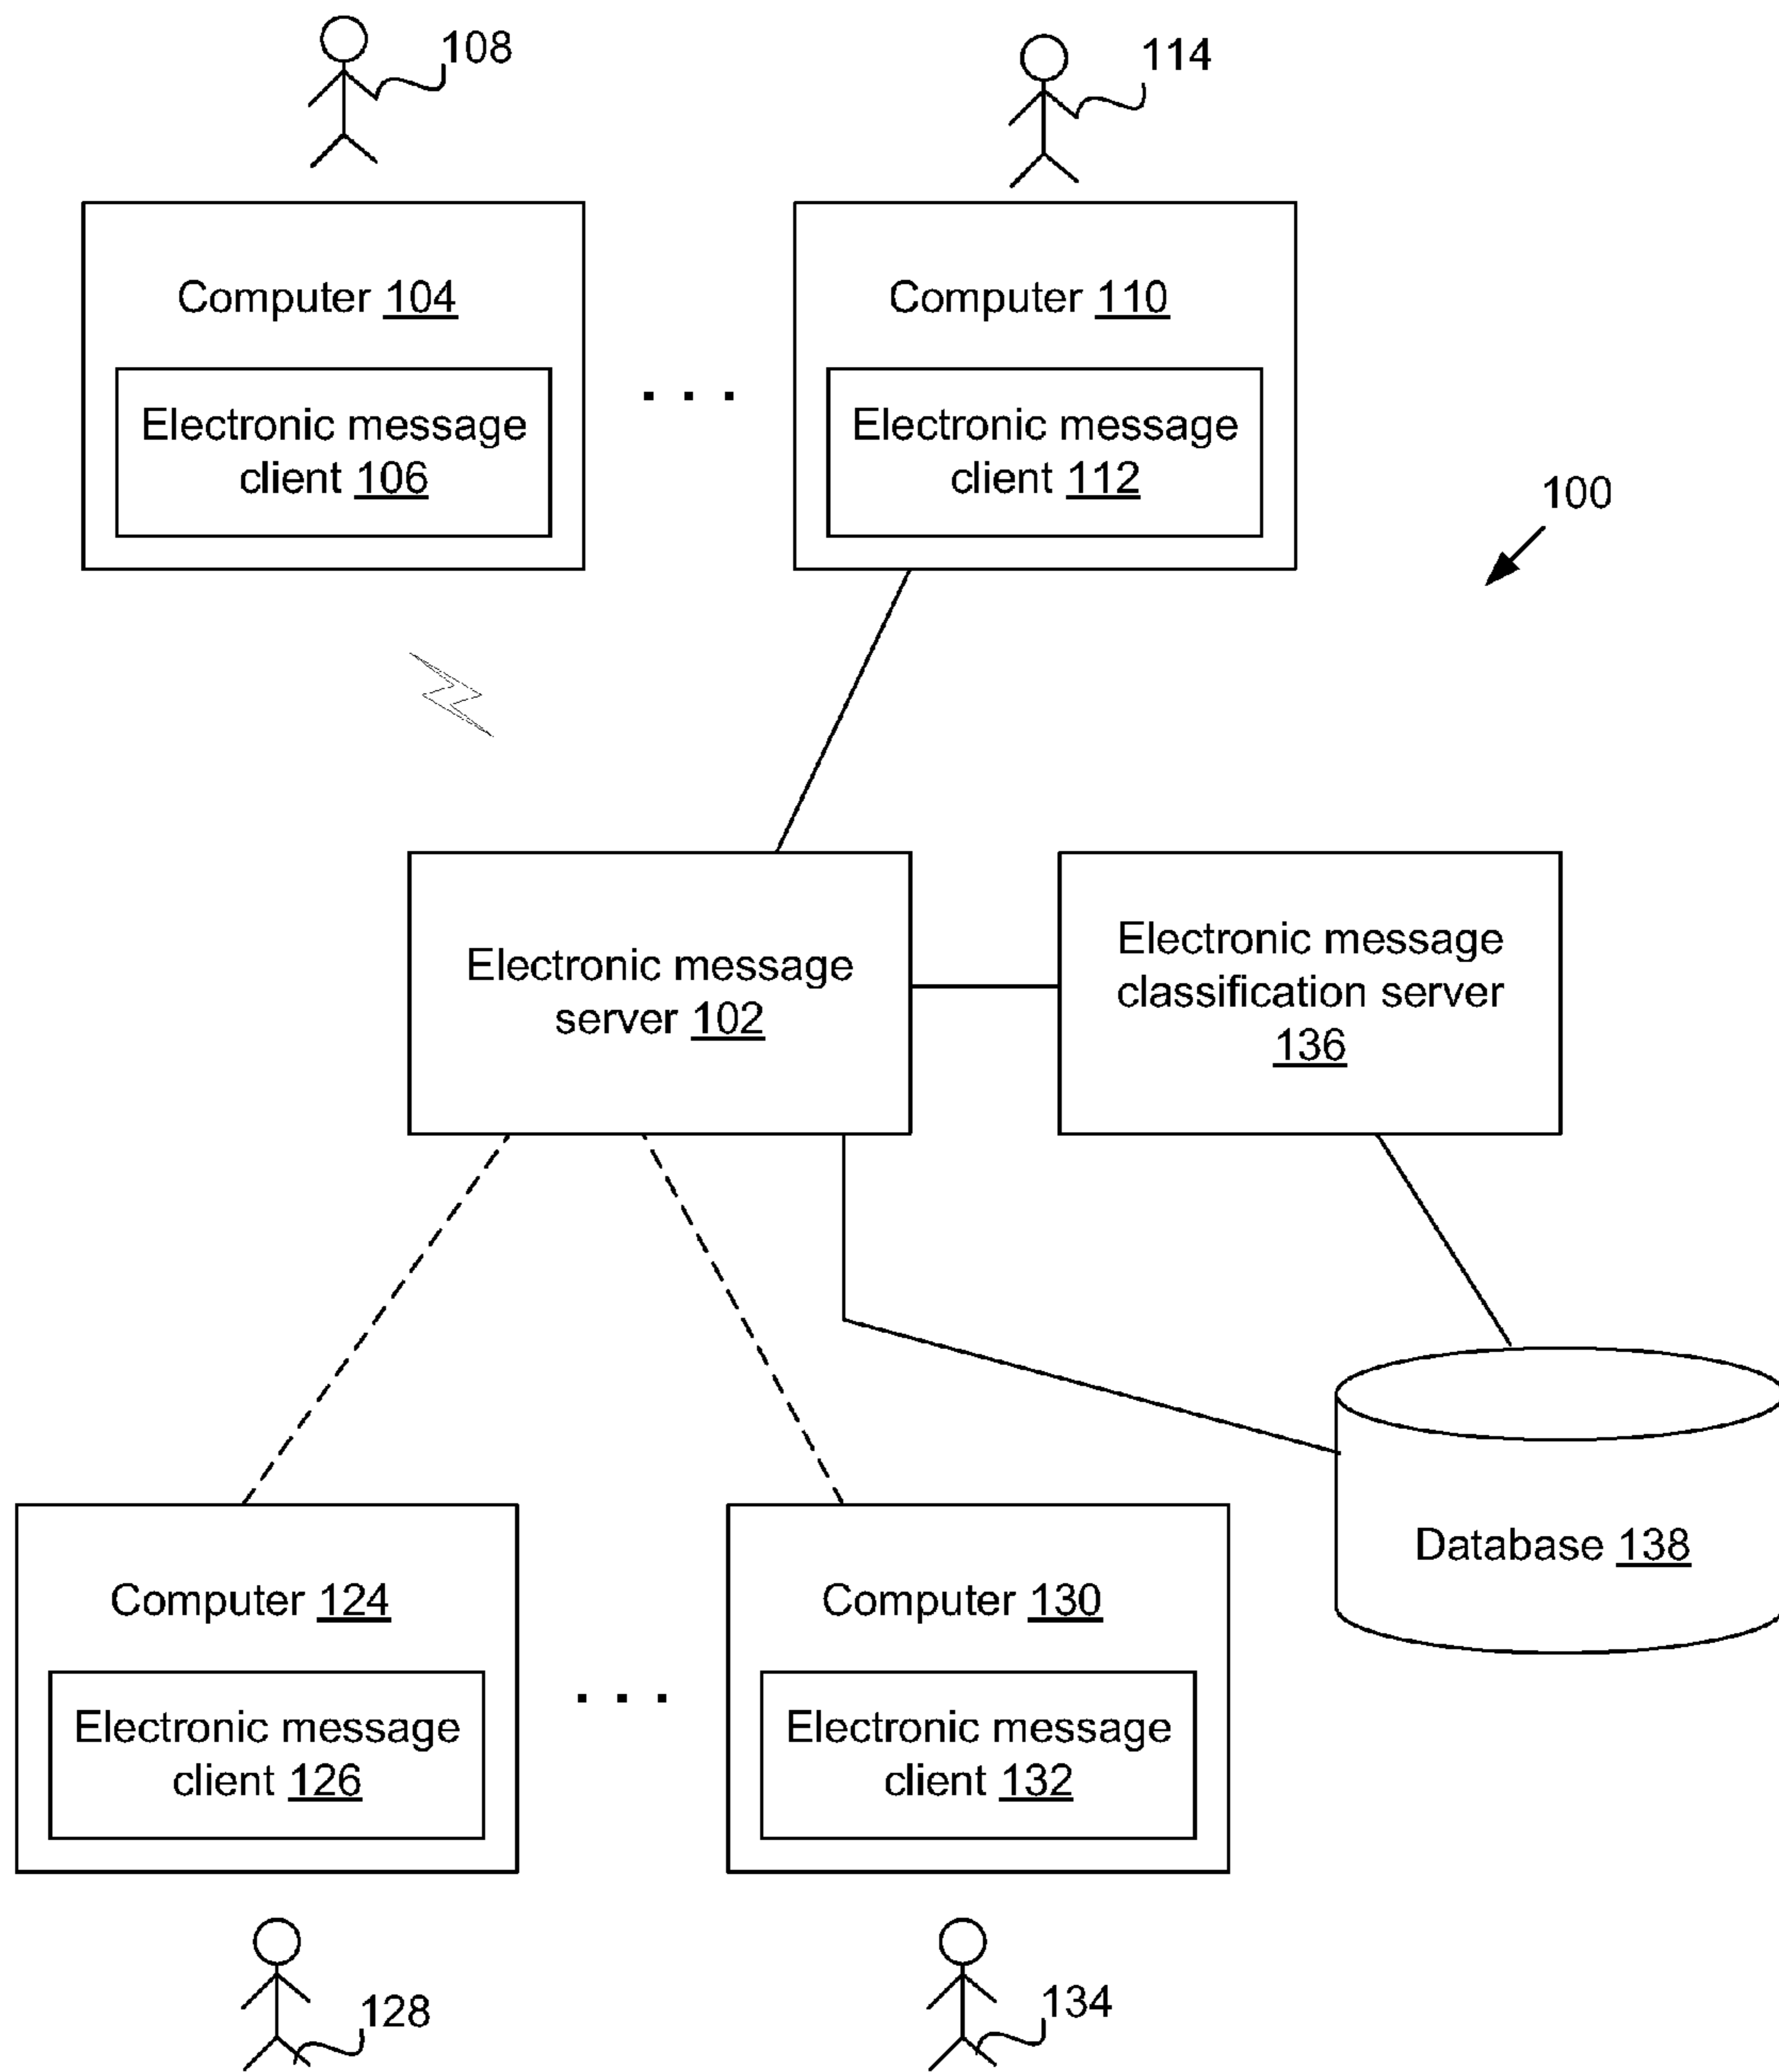 108
114
Computer 104
Electronic message
client 106
Computer 110
Electronic message
client 112
100
Electronic message
server 102
Electronic message
classification server
136
Database 138
Computer 124
Electronic message
client 126
Computer 130
Electronic message
client 132
128
134